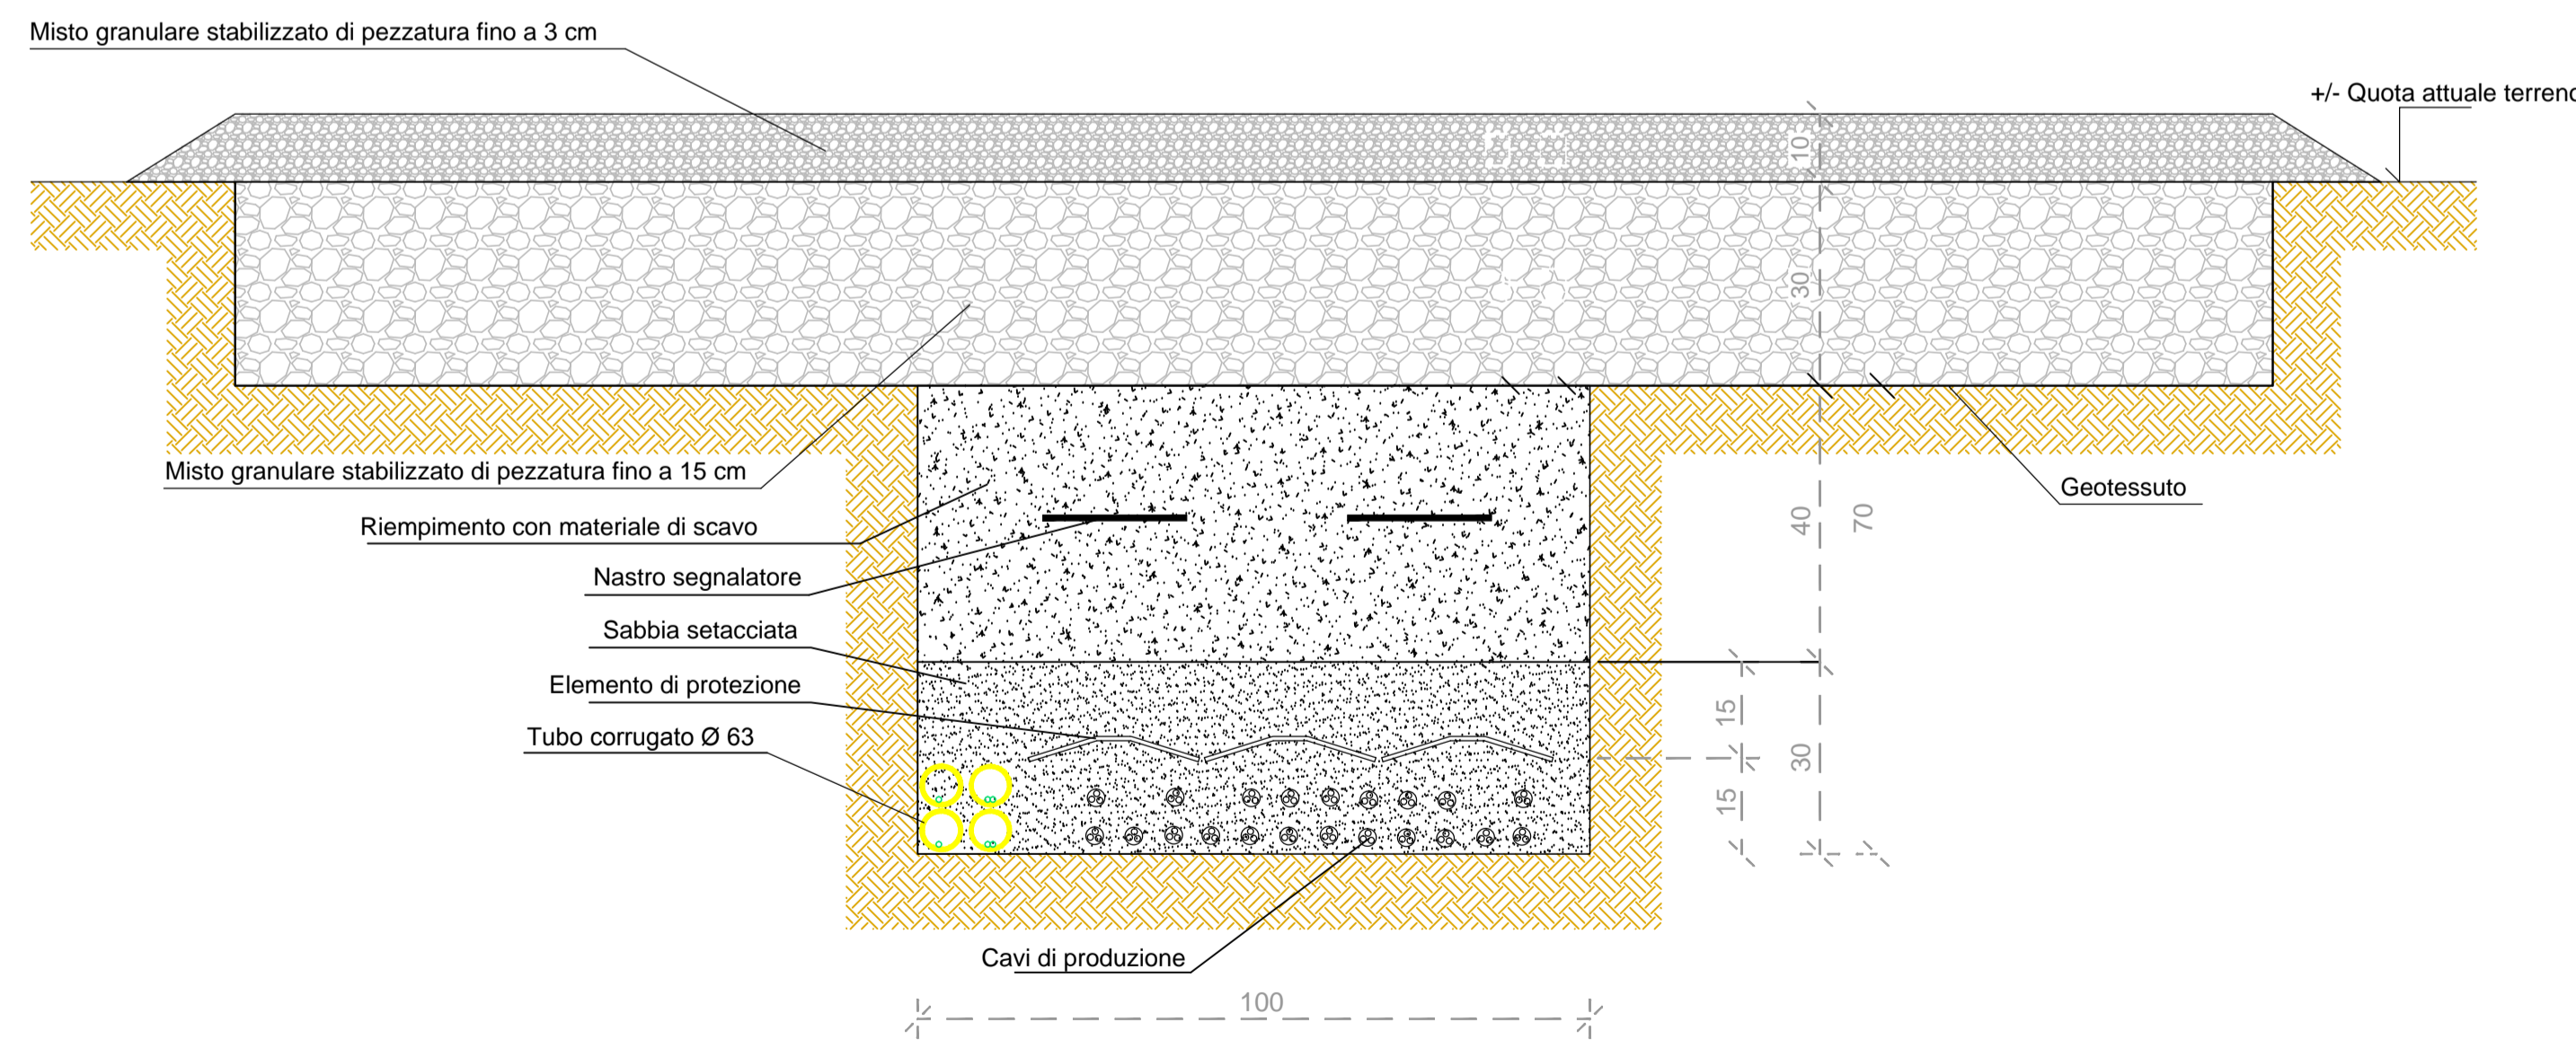 Misto granulare stabilizzato di pezzatura fino a 3 cm
+/- Quota attuale terreno
10
30
Misto granulare stabilizzato di pezzatura fino a 15 cm
Geotessuto
Riempimento con materiale di scavo
40
70
Nastro segnalatore
Sabbia setacciata
Elemento di protezione
15
Tubo corrugato Ø 63
30
15
Cavi di produzione
100